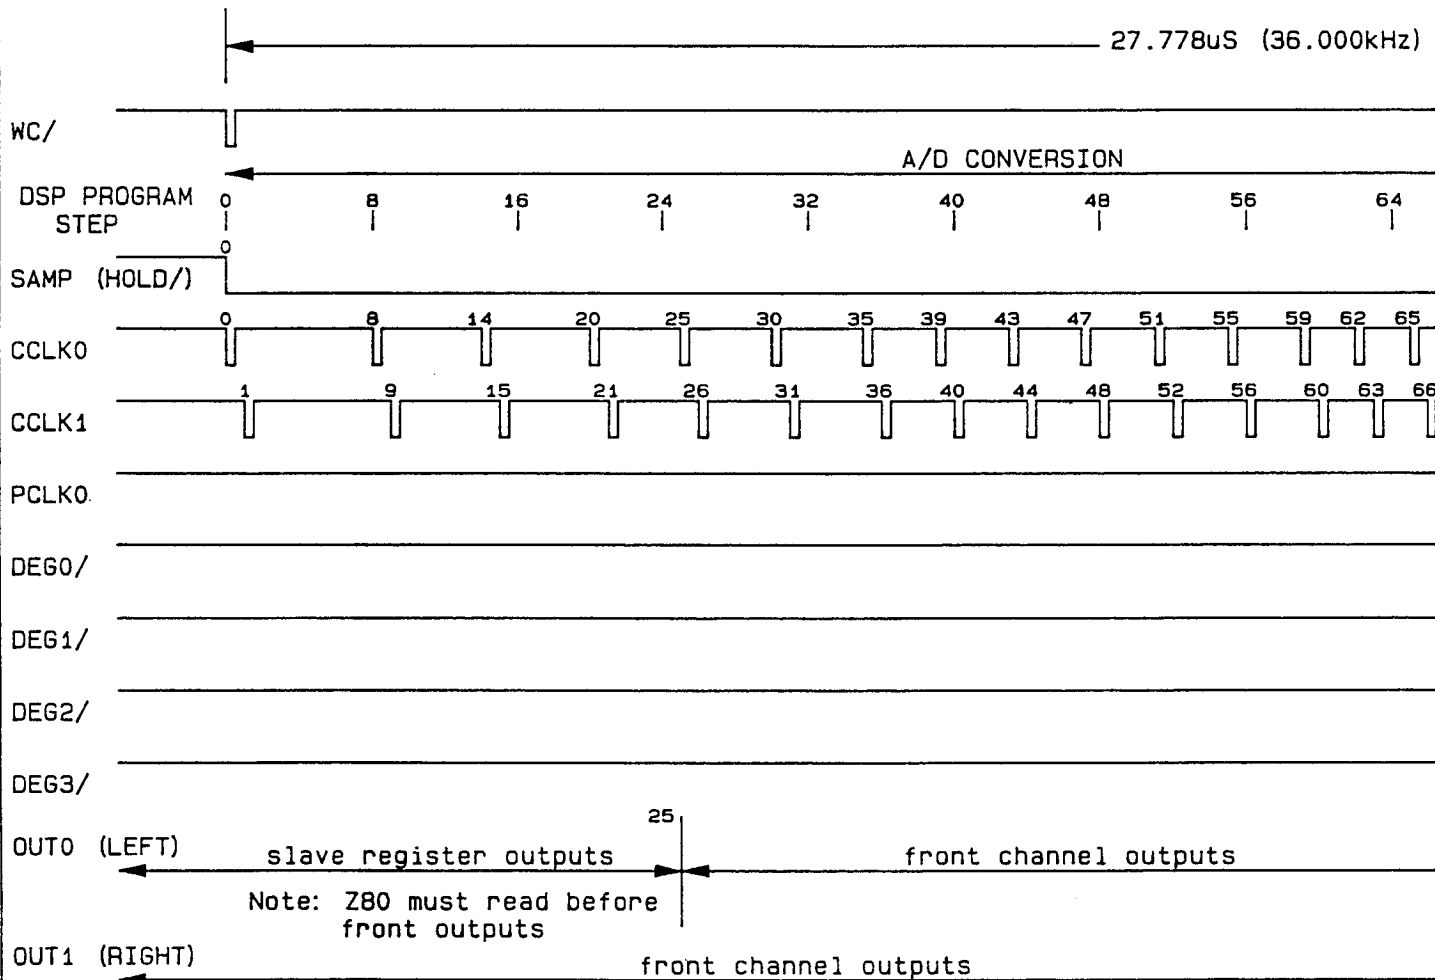 27.778uS (36.000kHz)
WC/
A/D CONVERSION
DSP PROGRAM
STEP
0 8 16 24 32 40 48 56 64
0
SAMP (HOLD/)
0 8 14 20 25 30 35 39 43 47 51 55 59 62 65
CCLK0
1 9 15 21 26 31 36 40 44 48 52 56 60 63 66
CCLK1
PCLK0
DEG0/
DEG1/
DEG2/
DEG3/
25
OUT0 (LEFT)
slave register outputs
front channel outputs
Note: Z80 must read before
front outputs
OUT1 (RIGHT)
front channel outputs